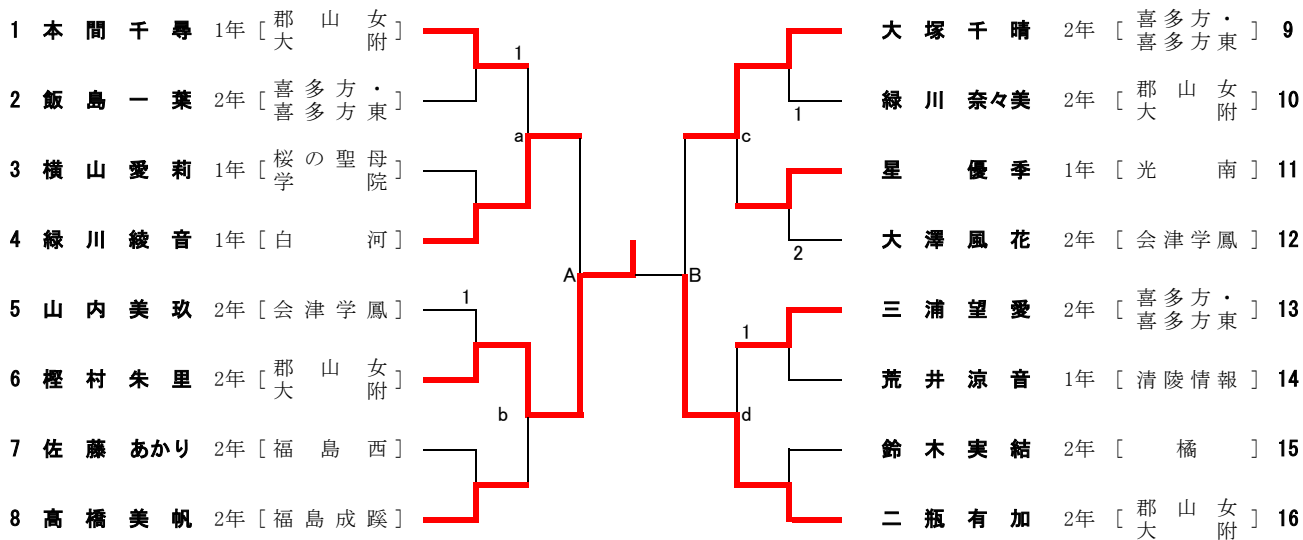 1 本間千尋 1年 [郡山女大附]
1
2 飯島一葉 2年 [喜多方・喜多方東]
a
3 横山愛莉 1年 [桜の聖母学院]
4 緑川綾音 1年 [白河]
A
5 山内美玖 2年 [会津学鳳]
1
6 樫村朱里 2年 [郡山女大附]
b
7 佐藤あかり 2年 [福島西]
8 髙橋美帆 2年 [福島成蹊]
大塚千晴 2年 [喜多方・喜多方東] 9
緑川奈々美 2年 [郡山女大附] 10
1
c
星優季 1年 [光南] 11
大澤風花 2年 [会津学鳳] 12
2
B
三浦望愛 2年 [喜多方・喜多方東] 13
1
荒井涼音 1年 [清陵情報] 14
d
鈴木実結 2年 [橘] 15
二瓶有加 2年 [郡山女大附] 16